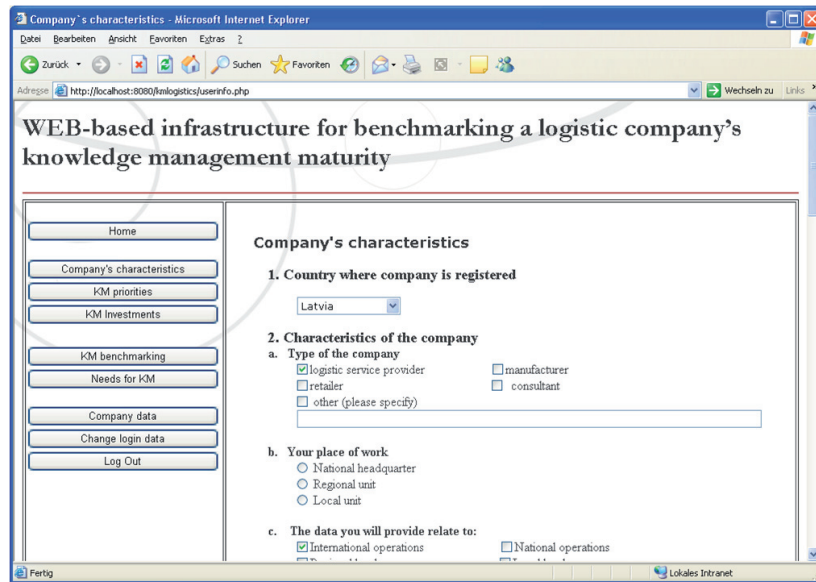 Company`s characteristics - Microsoft Internet Explorer
Datei Bearbeiten Ansicht Favoriten Extras ?
Zurück Suchen Favoriten
Adresse http://localhost:8080/kmlogistics/userinfo.php Wechseln zu Links »
WEB-based infrastructure for benchmarking a logistic company's
knowledge management maturity
Home
Company's characteristics
KM priorities
KM Investments
KM benchmarking
Needs for KM
Company data
Change login data
Log Out
Company's characteristics
1. Country where company is registered
Latvia
2. Characteristics of the company
a. Type of the company
logistic service provider manufacturer
retailer consultant
other (please specify)
b. Your place of work
National headquarter
Regional unit
Local unit
c. The data you will provide relate to:
International operations National operations
Fertig Lokales Intranet